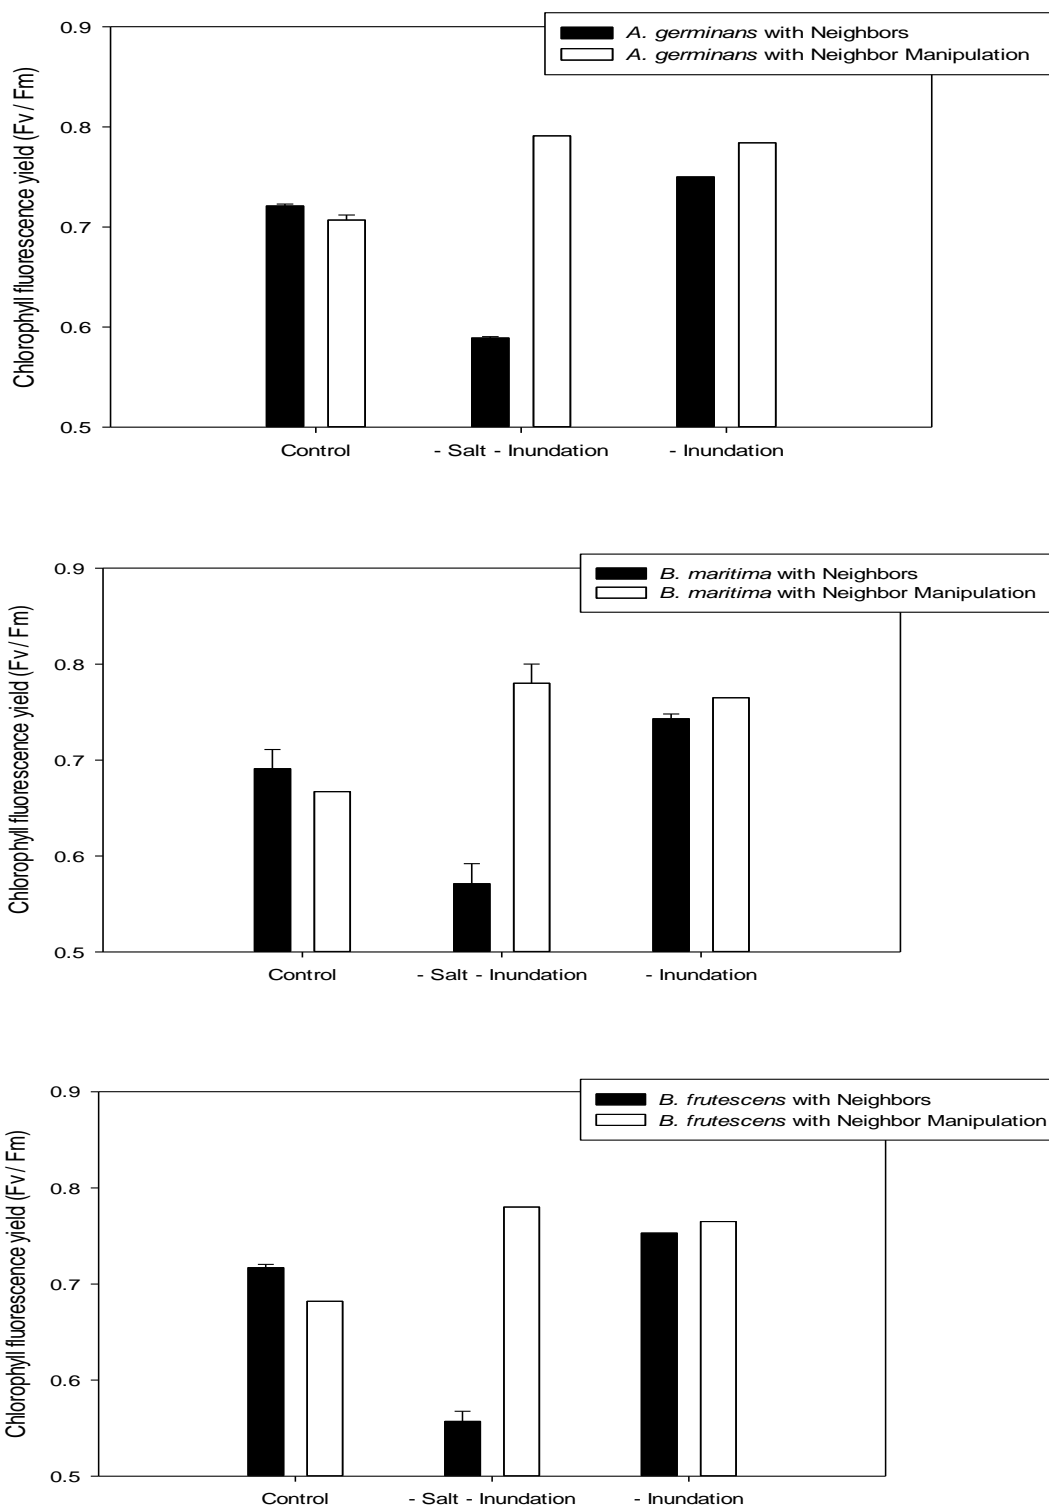 A. germinans with Neighbors
A. germinans with Neighbor Manipulation
Chlorophyll fluorescence yield (Fv / Fm)
0.9
0.8
0.7
0.6
0.5
Control
- Salt - Inundation
- Inundation
B. maritima with Neighbors
B. maritima with Neighbor Manipulation
Chlorophyll fluorescence yield (Fv / Fm)
0.9
0.8
0.7
0.6
0.5
Control
- Salt - Inundation
- Inundation
B. frutescens with Neighbors
B. frutescens with Neighbor Manipulation
Chlorophyll fluorescence yield (Fv / Fm)
0.9
0.8
0.7
0.6
0.5
Control
- Salt - Inundation
- Inundation